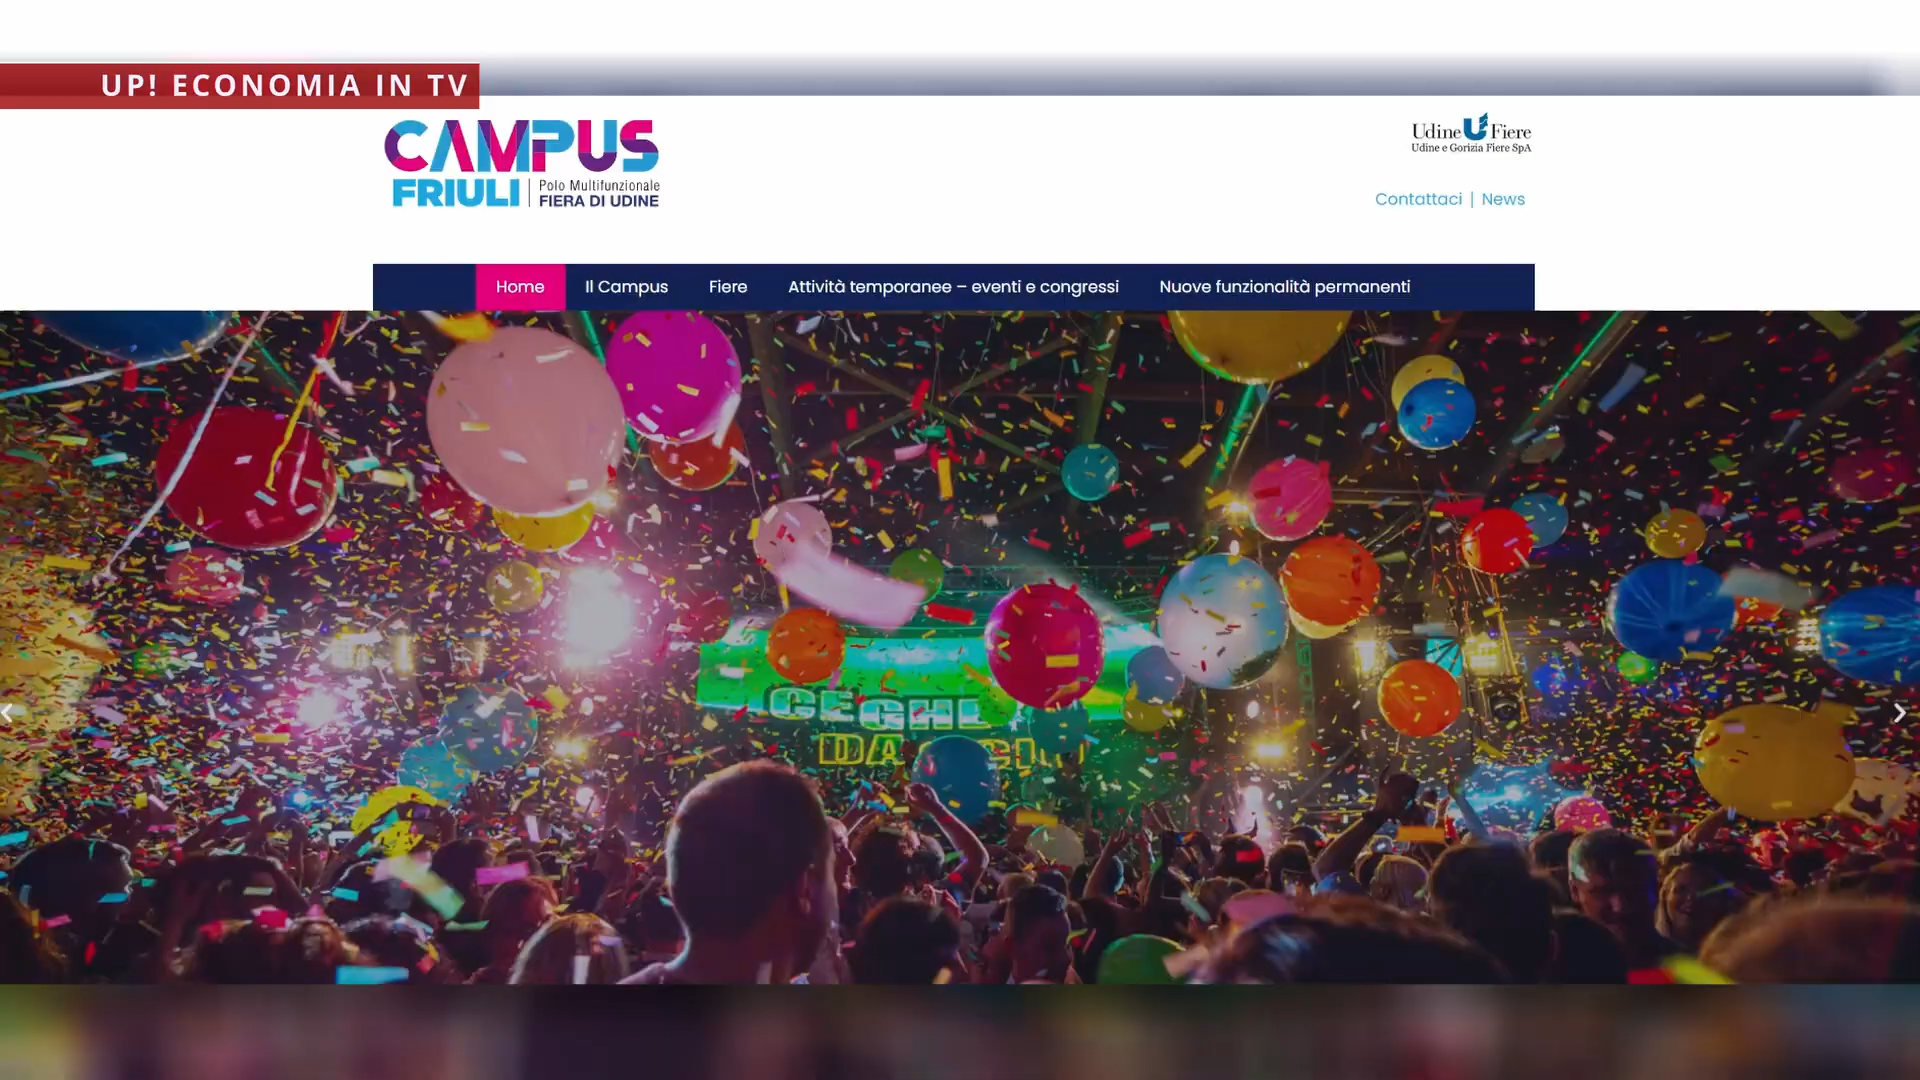 UP! ECONOMIA IN TV
CAMPUS
FRIULI
Polo Multifunzionale
FIERA DI UDINE
Udine Fiere
Udine e Gorizia Fiere SpA
Contattaci | News
Home Il Campus Fiere Attività temporanee – eventi e congressi Nuove funzionalità permanenti